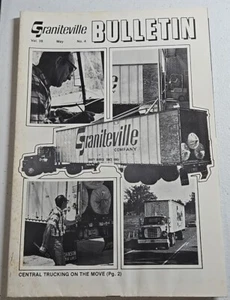 Graniteville
BULLETIN
May
Graniteville
COMPANY
CENTRAL TRUCKING ON THE MOVE (Pg. 2)